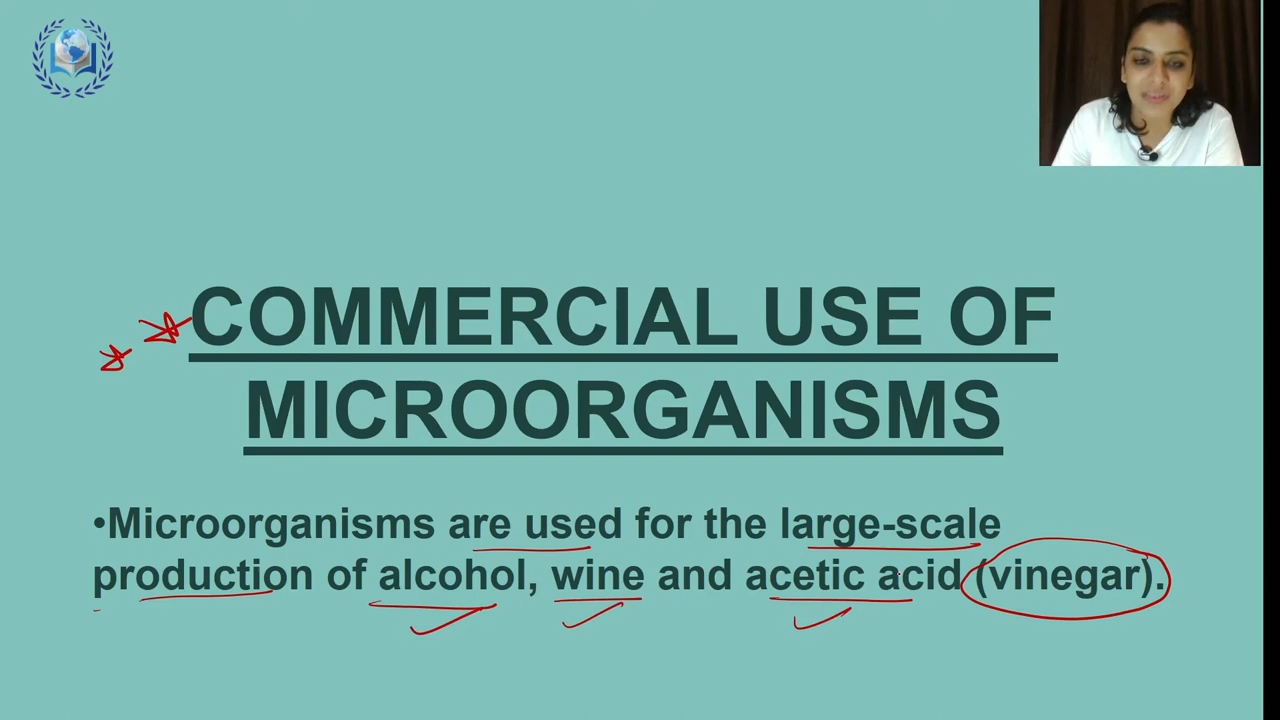 COMMERCIAL USE OF
MICROORGANISMS
•Microorganisms are used for the large-scale
production of alcohol, wine and acetic acid (vinegar).